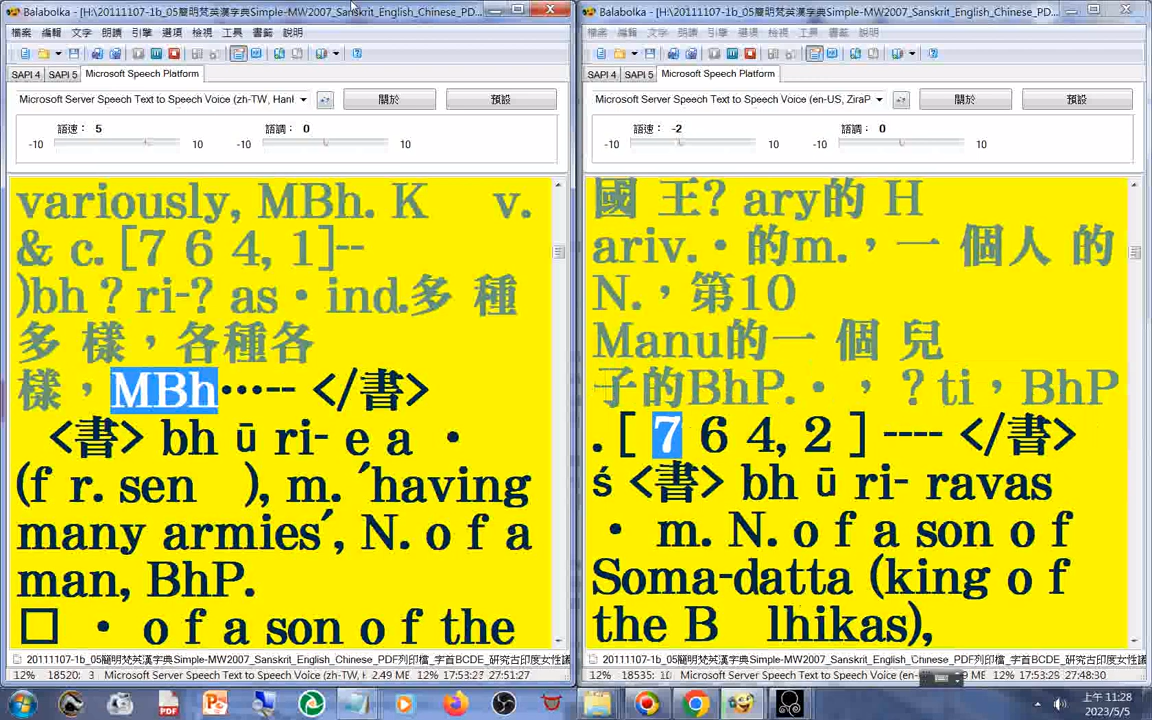 Balabolka - [H:\20111107-1b_05簡明梵英漢字典Simple-MW2007_Sanskrit_English_Chinese_PD...
檔案 編輯 文字 朗讀 引擎 選項 檢視 工具 書籤 說明
SAPI 4 SAPI 5 Microsoft Speech Platform
Microsoft Server Speech Text to Speech Voice (zh-TW, Hanl 關於 預設
語速： 5 語調： 0
-10 10 -10 10
variously, MBh. K v.
& c. [7 6 4, 1]--
)bh ? ri-? as • ind.多 種
多 樣，各種各
樣，MBh…-- </書>
<書> bh ū ri- e a •
(f r. sen ), m. ′having
many armies′, N. o f a
man, BhP.
□ • o f a son o f the
20111107-1b_05簡明梵英漢字典Simple-MW2007_Sanskrit_English_Chinese_PDF列印檔_字首BCDE_研究古印度女性議
12% 18520: 3 Microsoft Server Speech Text to Speech Voice (zh-TW, H 2.49 ME 12% 17:53:27 27:51:27
Balabolka - [H:\20111107-1b_05簡明梵英漢字典Simple-MW2007_Sanskrit_English_Chinese_PD...
檔案 編輯 文字 朗讀 引擎 選項 檢視 工具 書籤 說明
SAPI 4 SAPI 5 Microsoft Speech Platform
Microsoft Server Speech Text to Speech Voice (en-US, ZiraP 關於 預設
語速： -2 語調： 0
-10 10 -10 10
國 王? ary的 H
ariv.•的m.，一 個人 的
N.，第10
Manu的一 個 兒
子的BhP.•，? ti，BhP
.[ 7 6 4, 2 ] ---- </書>
ś <書> bh ū ri- ravas
• m. N. o f a son o f
Soma-datta (king o f
the B lhikas),
20111107-1b_05簡明梵英漢字典Simple-MW2007_Sanskrit_English_Chinese_PDF列印檔_字首BCDE_研究古印度女性議
12% 18535: Microsoft Server Speech Text to Speech Voice (en- 12% 17:53:23 27:48:30
上午 11:28
2023/5/5